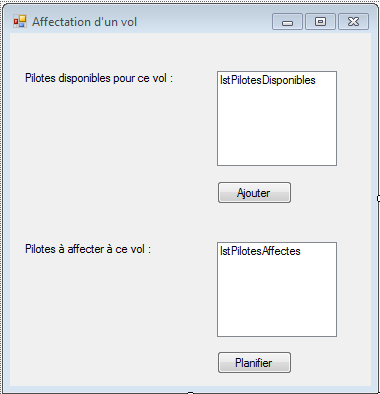 Affectation d'un vol
Pilotes disponibles pour ce vol :
lstPilotesDisponibles
Ajouter
Pilotes à affecter à ce vol :
lstPilotesAffectes
Planifier